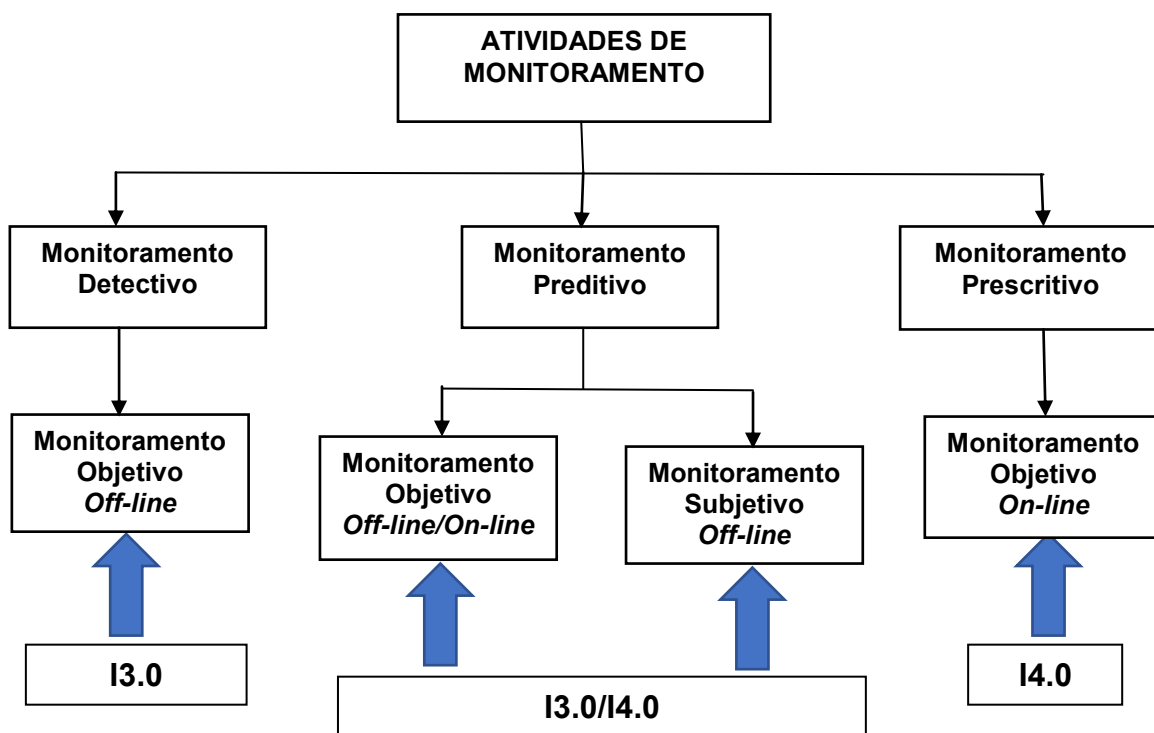 ATIVIDADES DE
MONITORAMENTO
Monitoramento
Detectivo
Monitoramento
Preditivo
Monitoramento
Prescritivo
Monitoramento
Objetivo
Off-line
Monitoramento
Objetivo
Off-line/On-line
Monitoramento
Subjetivo
Off-line
Monitoramento
Objetivo
On-line
I3.0
I3.0/I4.0
I4.0